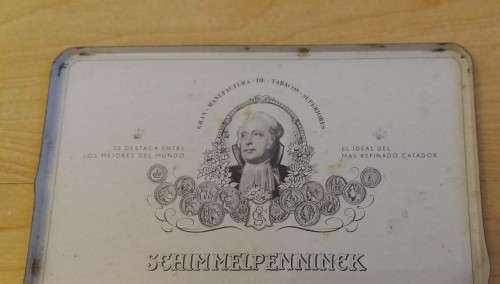 GRAN · MANUFACTURA · DE · TABACOS · SUPERIORES
SE DESTACA ENTRE
LOS MEJORES DEL MUNDO
EL IDEAL DEL
MAS REFINADO CATADOR
SCHIMMELPENNINCK